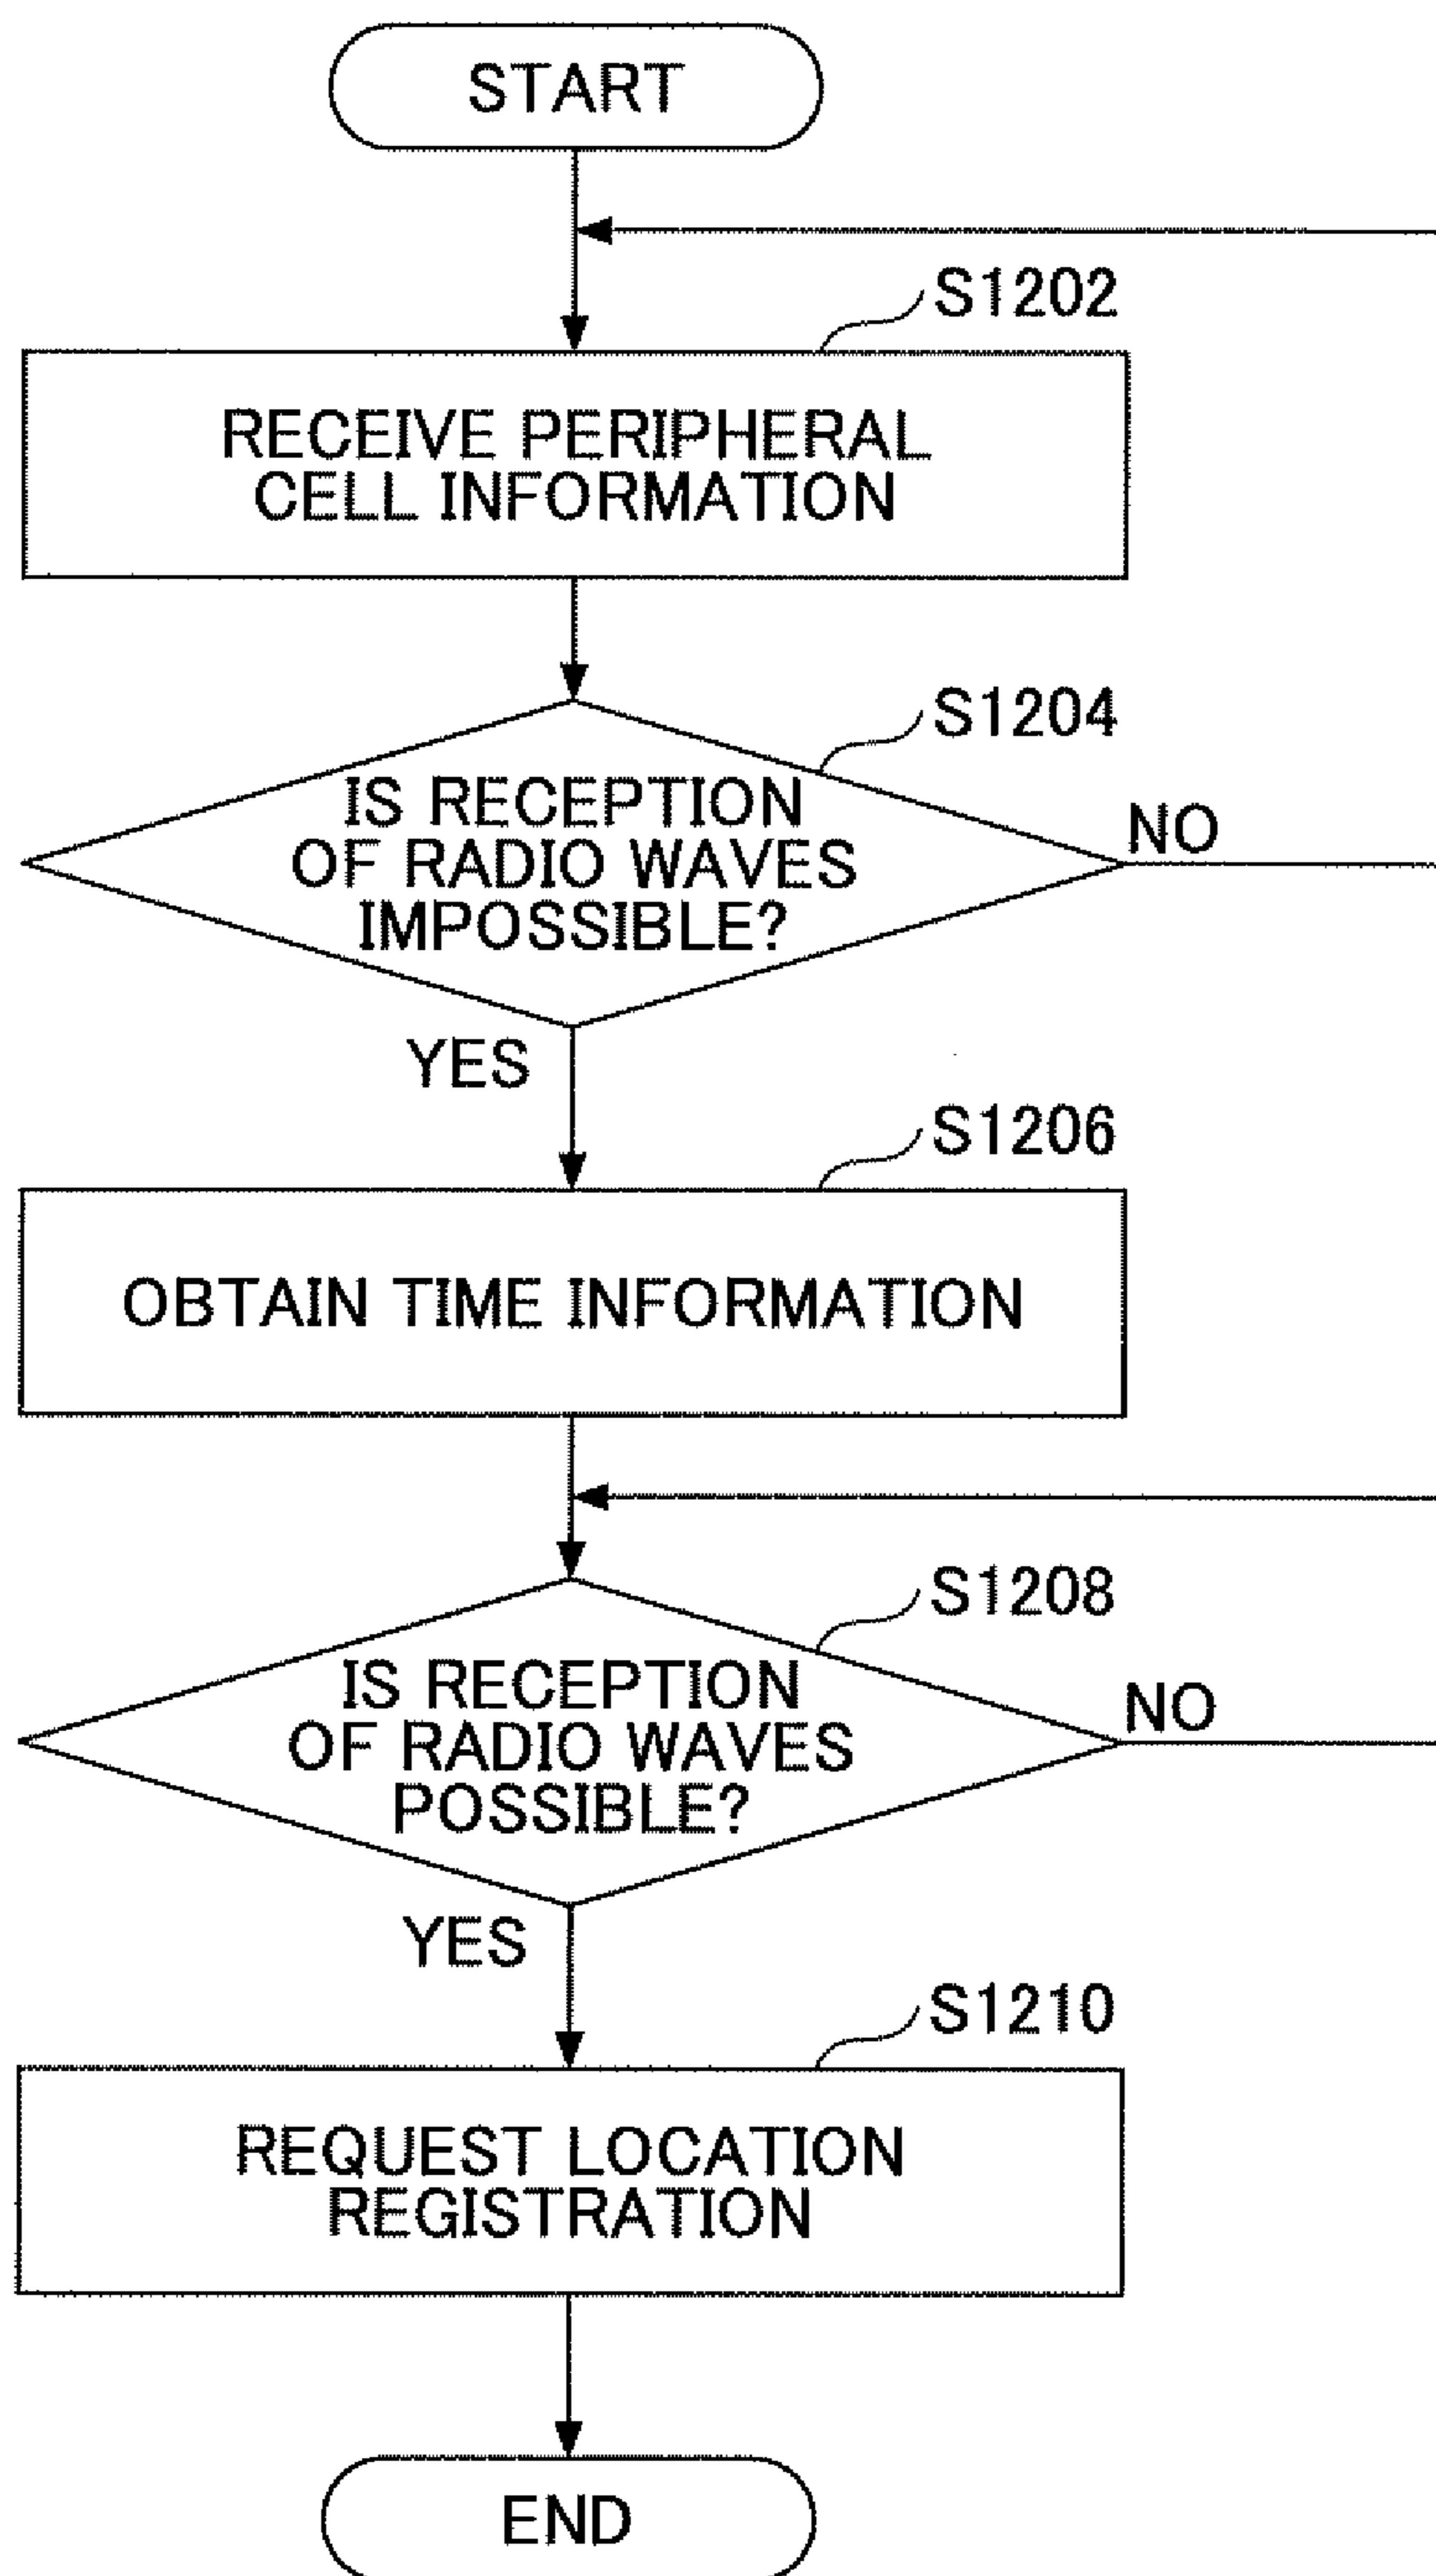 START
S1202
RECEIVE PERIPHERAL
CELL INFORMATION
S1204
IS RECEPTION
OF RADIO WAVES
IMPOSSIBLE?
NO
YES
S1206
OBTAIN TIME INFORMATION
S1208
IS RECEPTION
OF RADIO WAVES
POSSIBLE?
NO
YES
S1210
REQUEST LOCATION
REGISTRATION
END